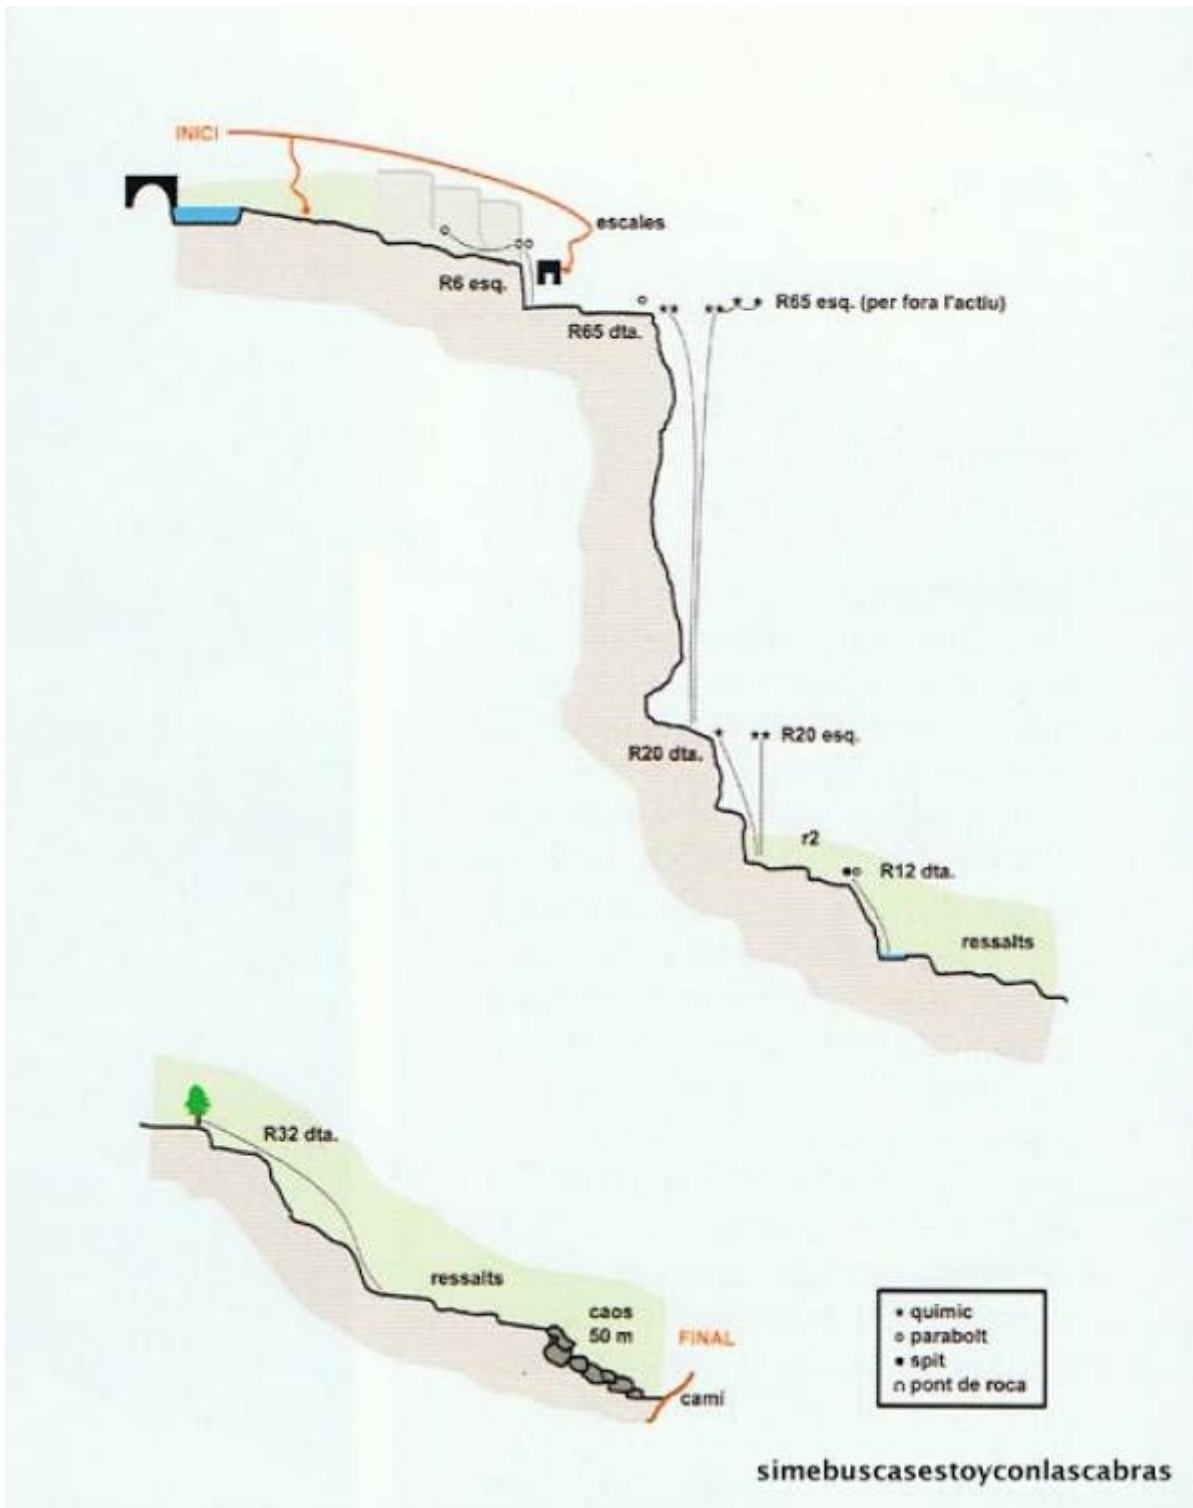 INICI
escales
R6 esq.
R65 esq. (per fora l'actiu)
R65 dta.
R20 esq.
R20 dta.
r2
R12 dta.
ressalts
R32 dta.
ressalts
caos
50 m
FINAL
camí
químic
parabolt
spit
pont de roca
simebuscasestoyconlascabras